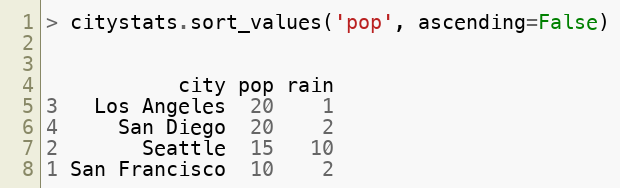 1 > citystats.sort_values('pop', ascending=False)
2
3
4            city pop rain
5 3   Los Angeles  20    1
6 4     San Diego  20    2
7 2       Seattle  15   10
8 1 San Francisco  10    2